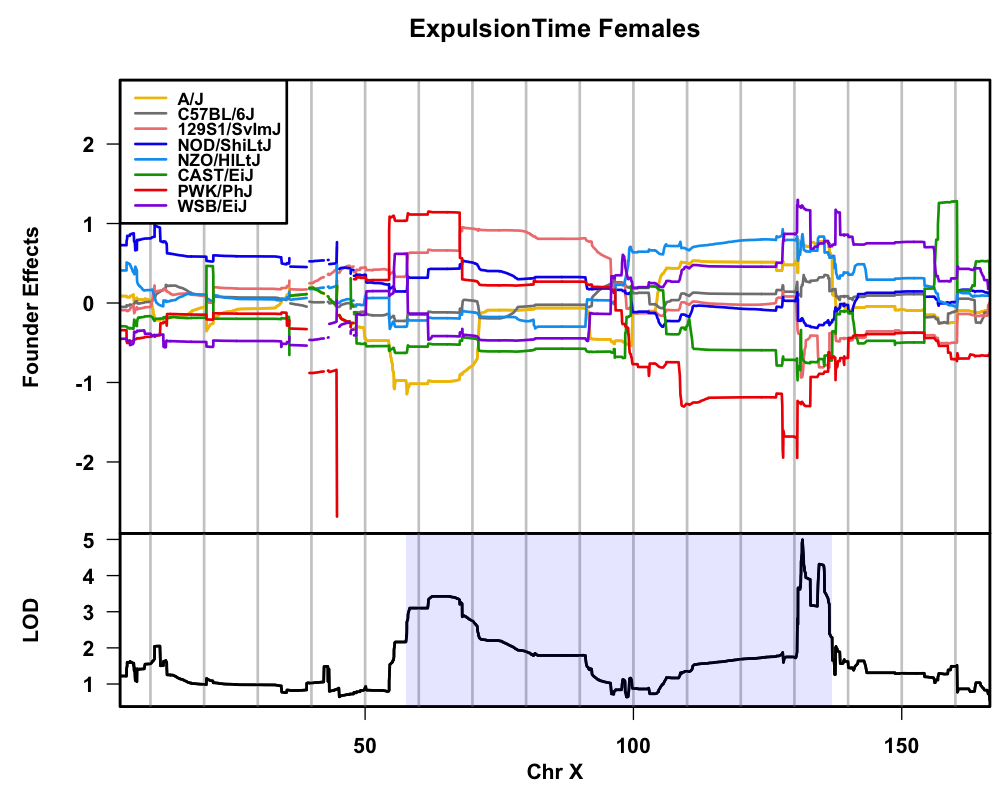 ExpulsionTime Females
A/J
C57BL/6J
129S1/SvImJ
NOD/ShiLtJ
NZO/HlLtJ
CAST/EiJ
PWK/PhJ
WSB/EiJ
Founder Effects
2
1
0
-1
-2
LOD
5
4
3
2
1
50 100 150
Chr X